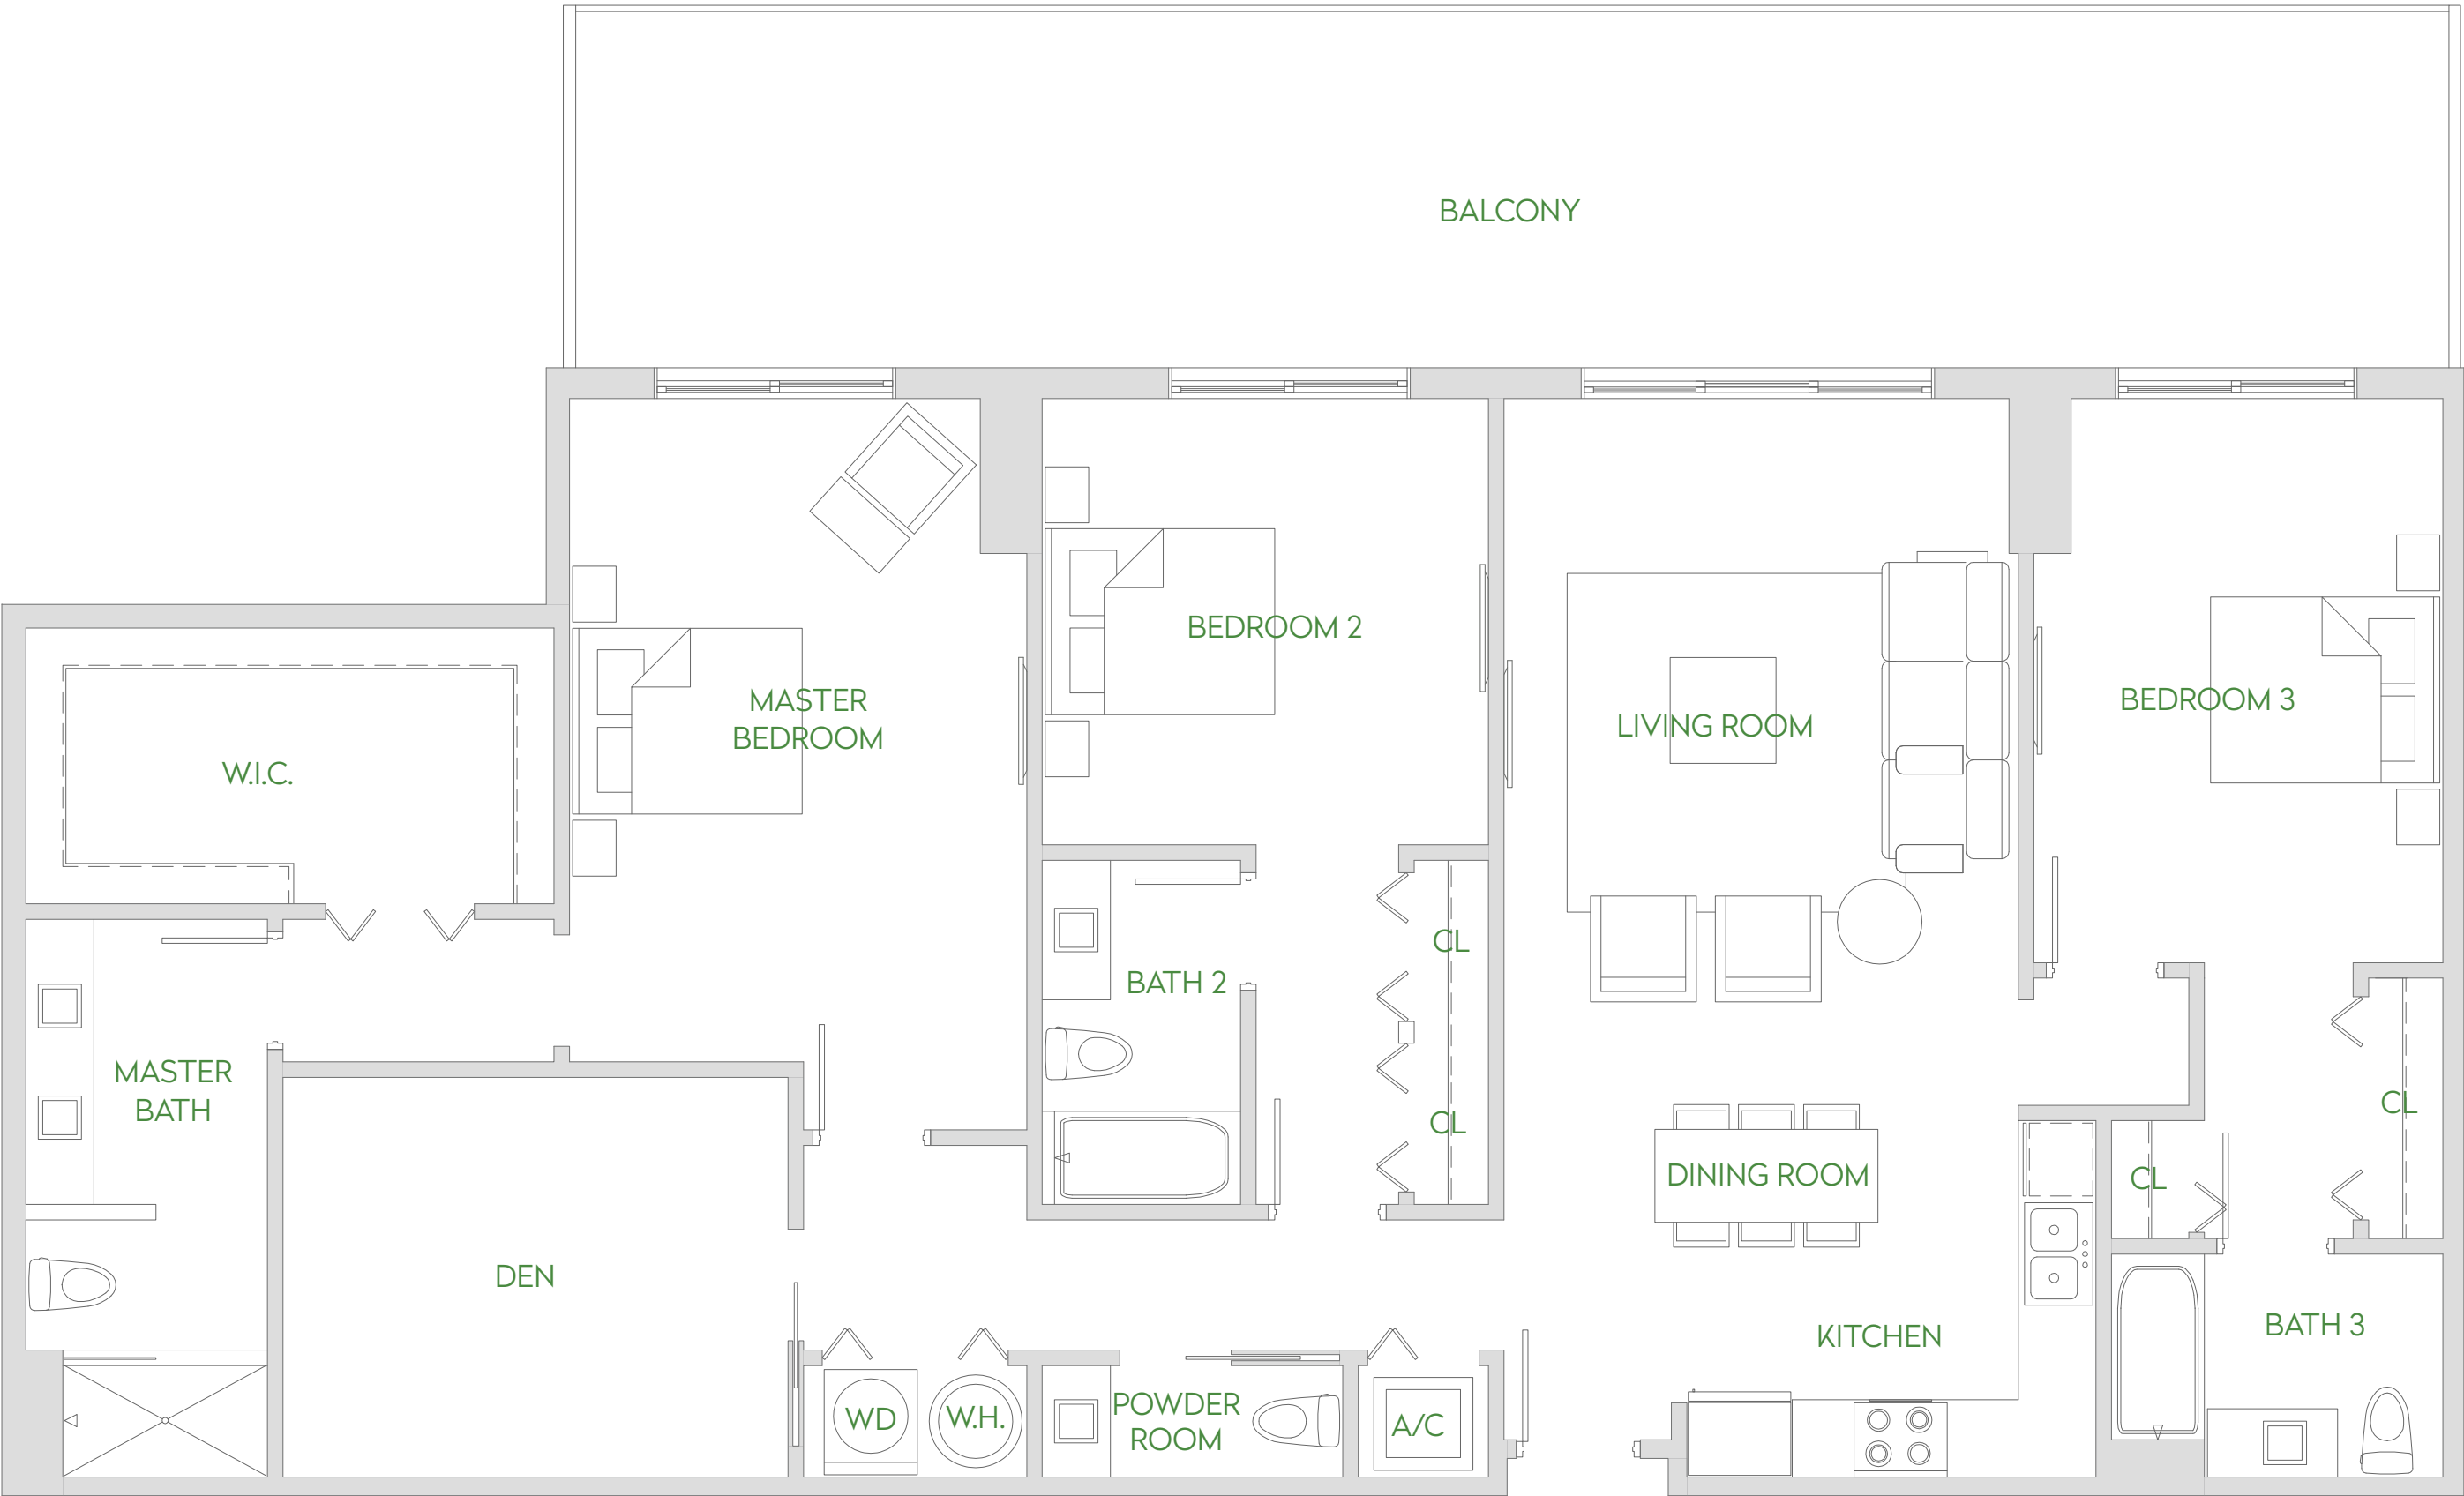 BALCONY
BEDROOM 2
MASTER
BEDROOM
LIVING ROOM
BEDROOM 3
W.I.C.
CL
BATH 2
MASTER
BATH
CL
CL
DINING ROOM
CL
DEN
KITCHEN
BATH 3
WD
W.H.
POWDER
ROOM
A/C